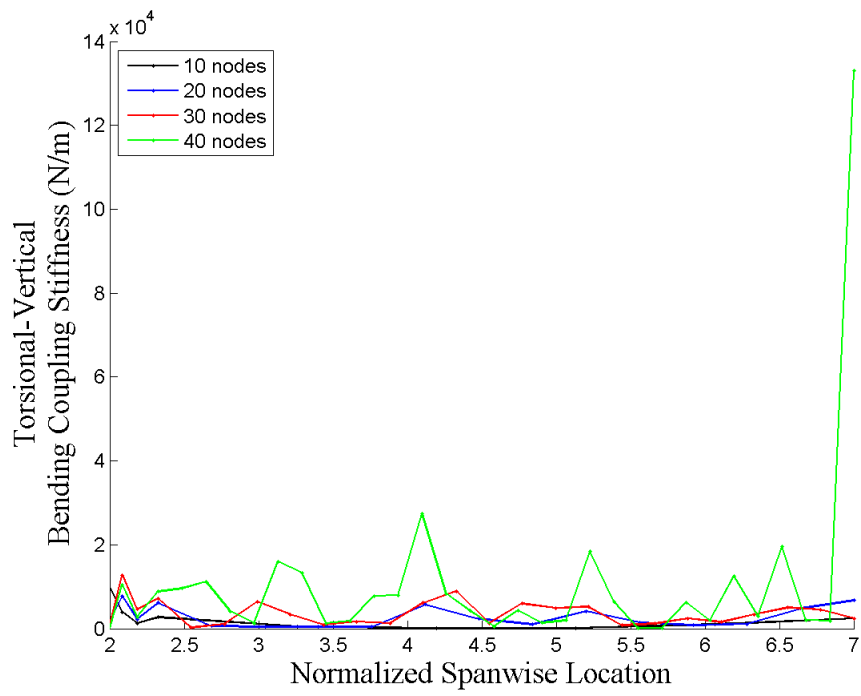 x 10⁴
14
12
10
8
6
4
2
0
10 nodes
20 nodes
30 nodes
40 nodes
Torsional-Vertical
Bending Coupling Stiffness (N/m)
2
2.5
3
3.5
4
4.5
5
5.5
6
6.5
7
Normalized Spanwise Location